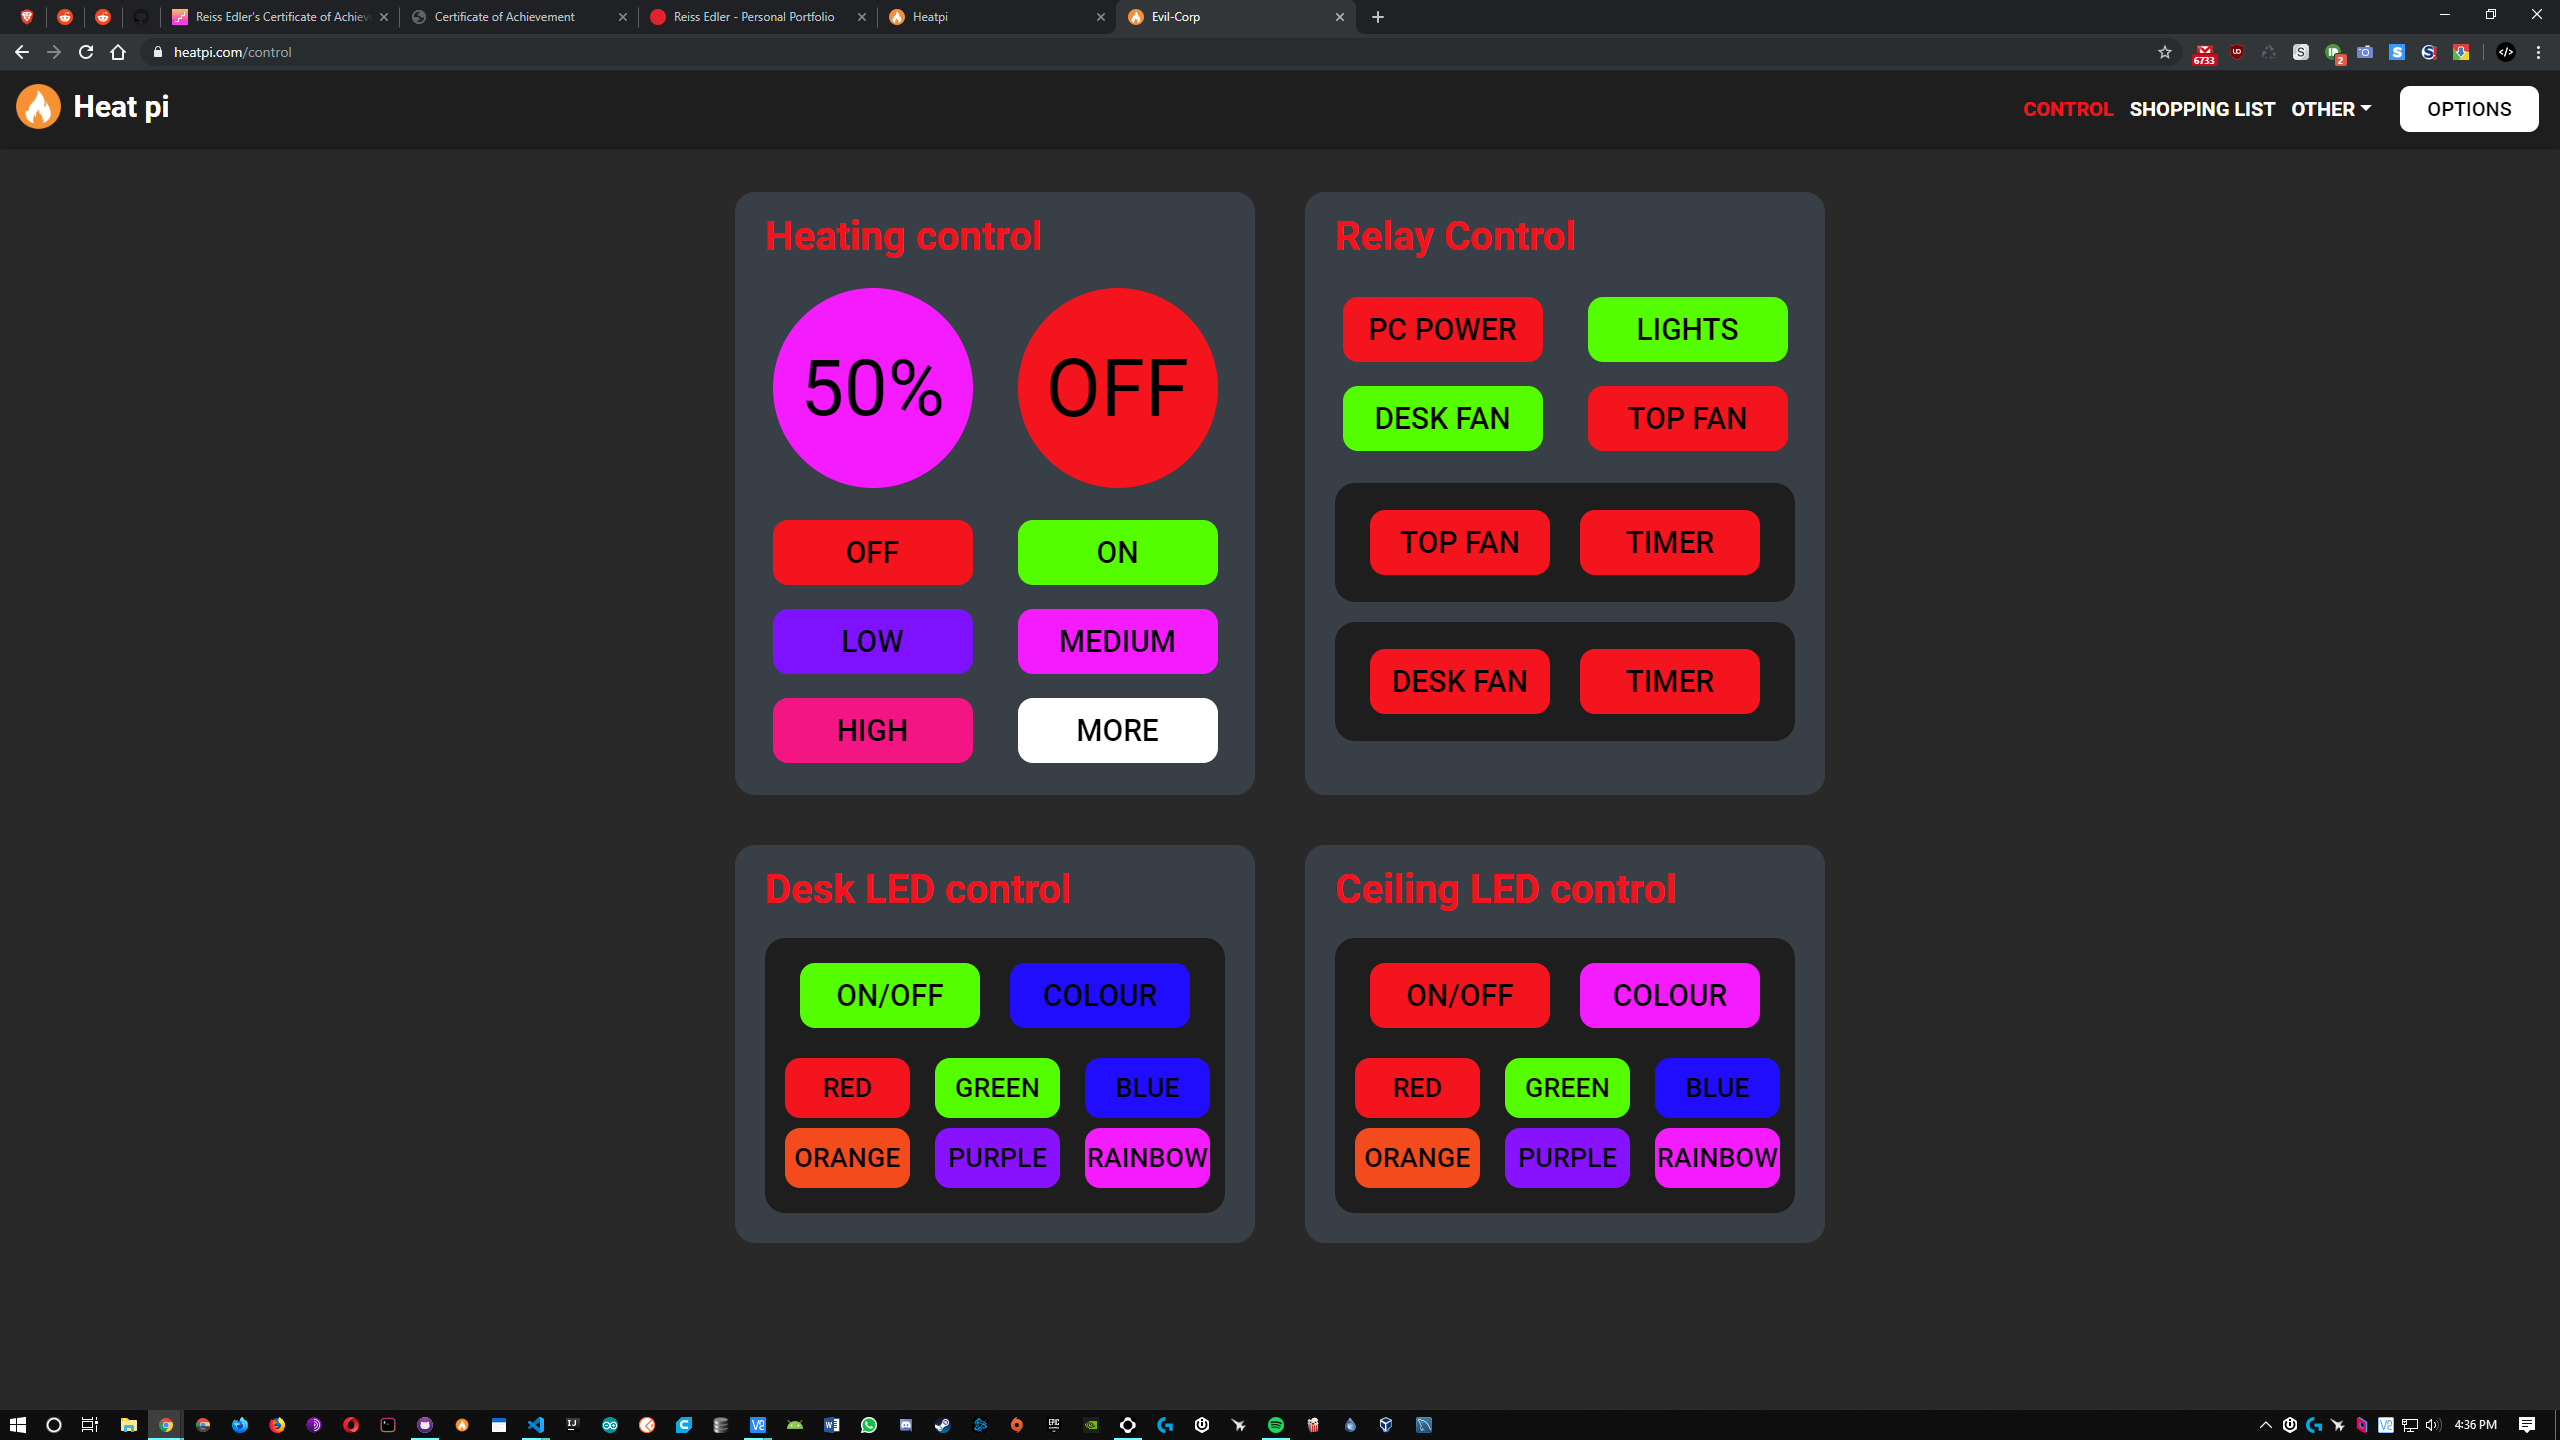 Reiss Edler's Certificate of Achiev
Certificate of Achievement
Reiss Edler - Personal Portfolio
Heatpi
Evil-Corp
heatpi.com/control
6733
2
Heat pi
CONTROL
SHOPPING LIST
OTHER
OPTIONS
Heating control
50%
OFF
OFF
ON
LOW
MEDIUM
HIGH
MORE
Relay Control
PC POWER
LIGHTS
DESK FAN
TOP FAN
TOP FAN
TIMER
DESK FAN
TIMER
Desk LED control
ON/OFF
COLOUR
RED
GREEN
BLUE
ORANGE
PURPLE
RAINBOW
Ceiling LED control
ON/OFF
COLOUR
RED
GREEN
BLUE
ORANGE
PURPLE
RAINBOW
4:36 PM